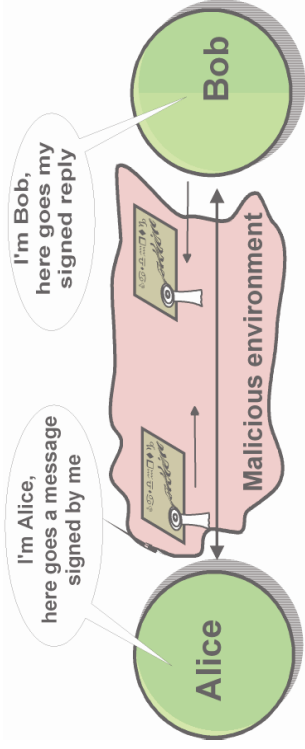 I'm Alice,
here goes a message
signed by me
I'm Bob,
here goes my
signed reply
Alice
Malicious environment
Bob